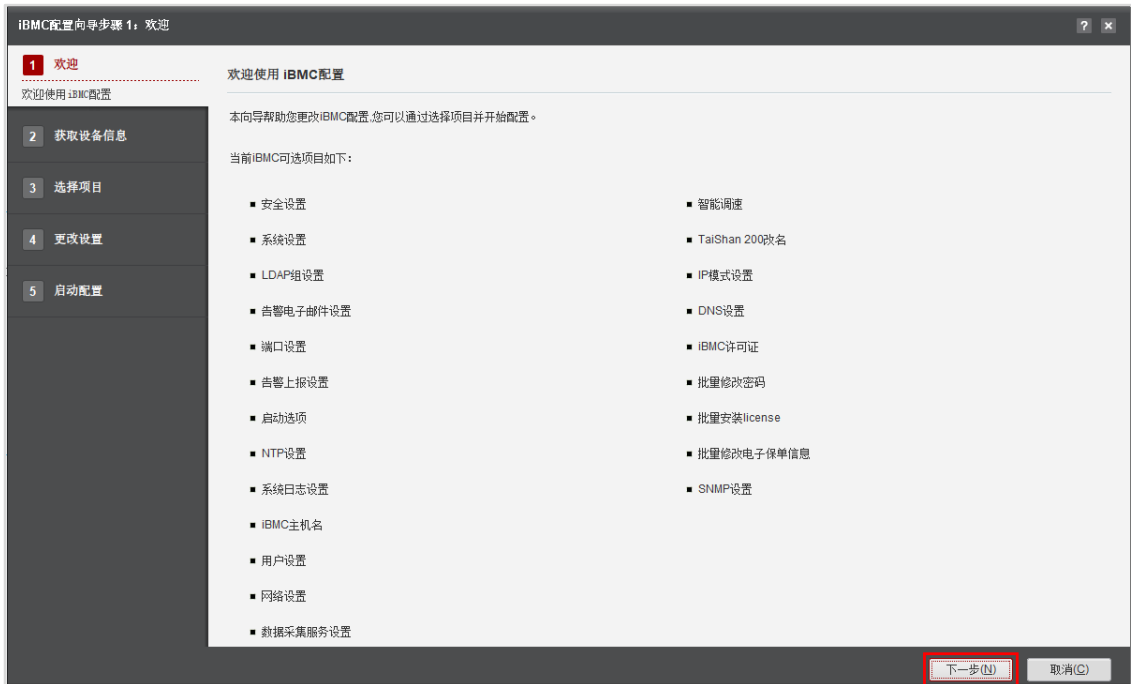 iBMC配置向导步骤 1：欢迎
? ×
1 欢迎
欢迎使用 iBMC配置
2 获取设备信息
3 选择项目
4 更改设置
5 启动配置
欢迎使用 iBMC配置
本向导帮助您更改iBMC配置,您可以通过选择项目并开始配置。
当前iBMC可选项目如下：
■ 安全设置
■ 系统设置
■ LDAP组设置
■ 告警电子邮件设置
■ 端口设置
■ 告警上报设置
■ 启动选项
■ NTP设置
■ 系统日志设置
■ iBMC主机名
■ 用户设置
■ 网络设置
■ 数据采集服务设置
■ 智能调速
■ TaiShan 200改名
■ IP模式设置
■ DNS设置
■ iBMC许可证
■ 批量修改密码
■ 批量安装license
■ 批量修改电子保单信息
■ SNMP设置
下一步(N)
取消(C)